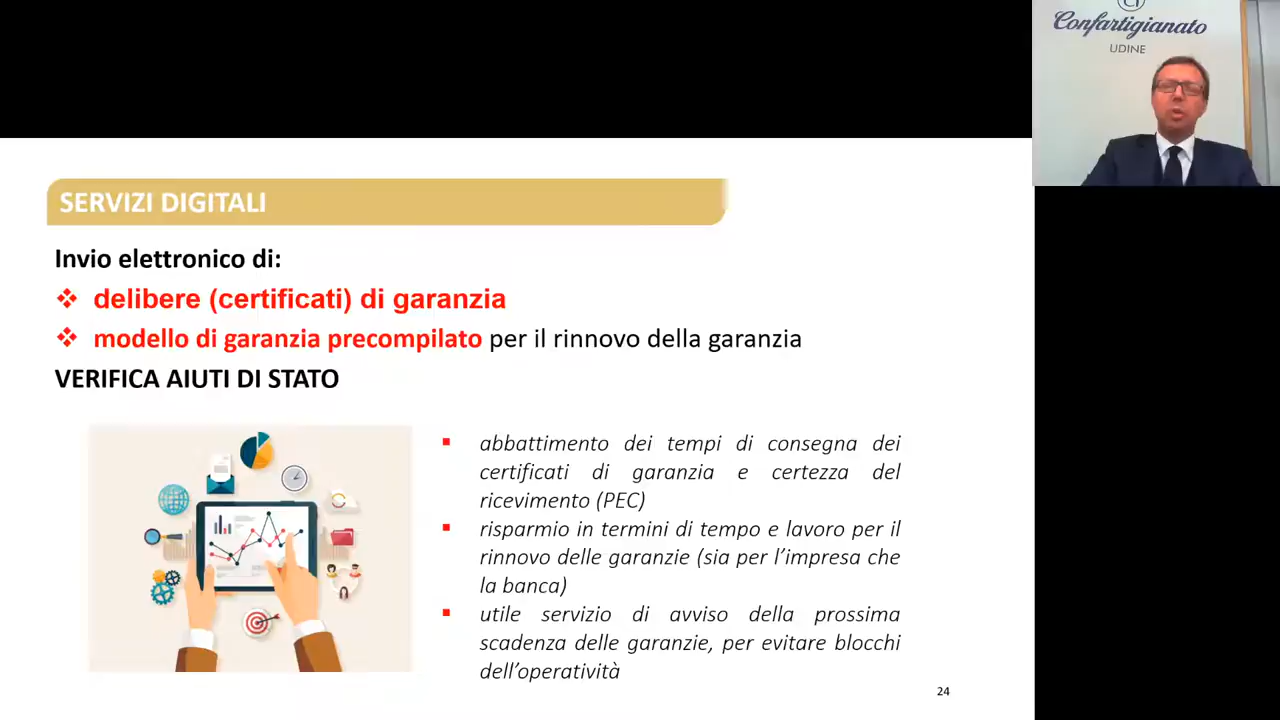 Confartigianato
UDINE
SERVIZI DIGITALI
Invio elettronico di:
❖ delibere (certificati) di garanzia
❖ modello di garanzia precompilato per il rinnovo della garanzia
VERIFICA AIUTI DI STATO
▪ abbattimento dei tempi di consegna dei
certificati di garanzia e certezza del
ricevimento (PEC)
▪ risparmio in termini di tempo e lavoro per il
rinnovo delle garanzie (sia per l’impresa che
la banca)
▪ utile servizio di avviso della prossima
scadenza delle garanzie, per evitare blocchi
dell’operatività
24